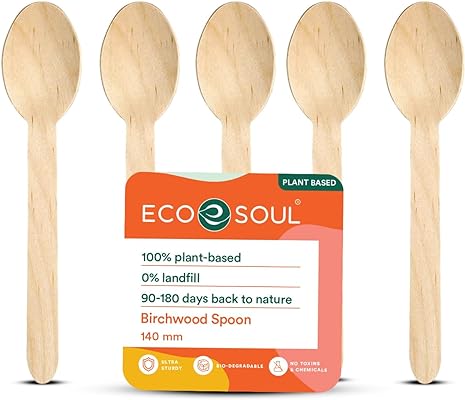 PLANT BASED
ECO SOUL®
100% plant-based
0% landfill
90-180 days back to nature
Birchwood Spoon
140 mm
ULTRA
STURDY
BIO-DEGRADABLE
NO TOXINS
& CHEMICALS